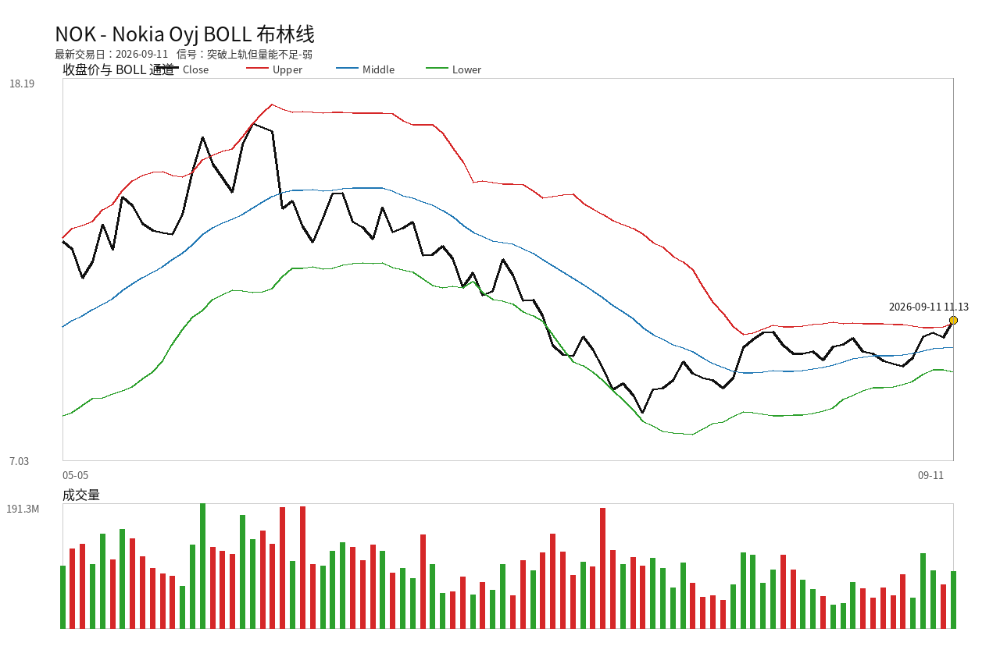 NOK - Nokia Oyj BOLL 布林线
最新交易日：2026-09-11 信号：突破上轨但量能不足-弱
收盘价与 BOLL 通道 Close Upper Middle Lower
18.19
2026-09-11 11.13
7.03
05-05 09-11
成交量
191.3M